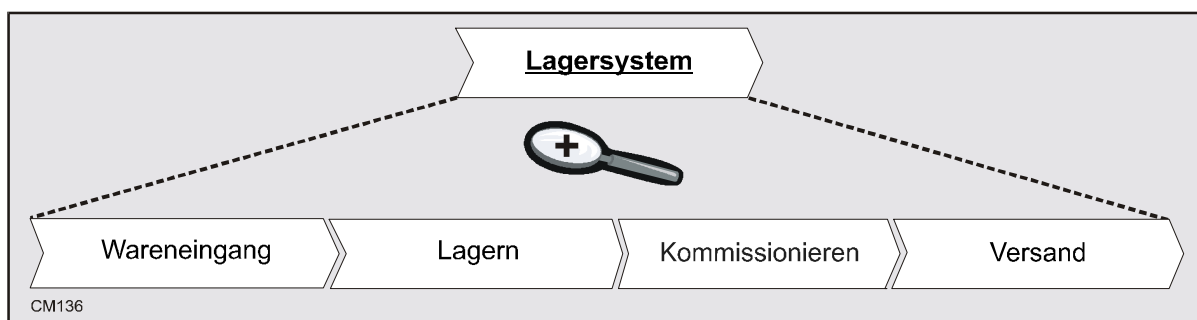 Lagersystem
+
Wareneingang
Lagern
Kommissionieren
Versand
CM136